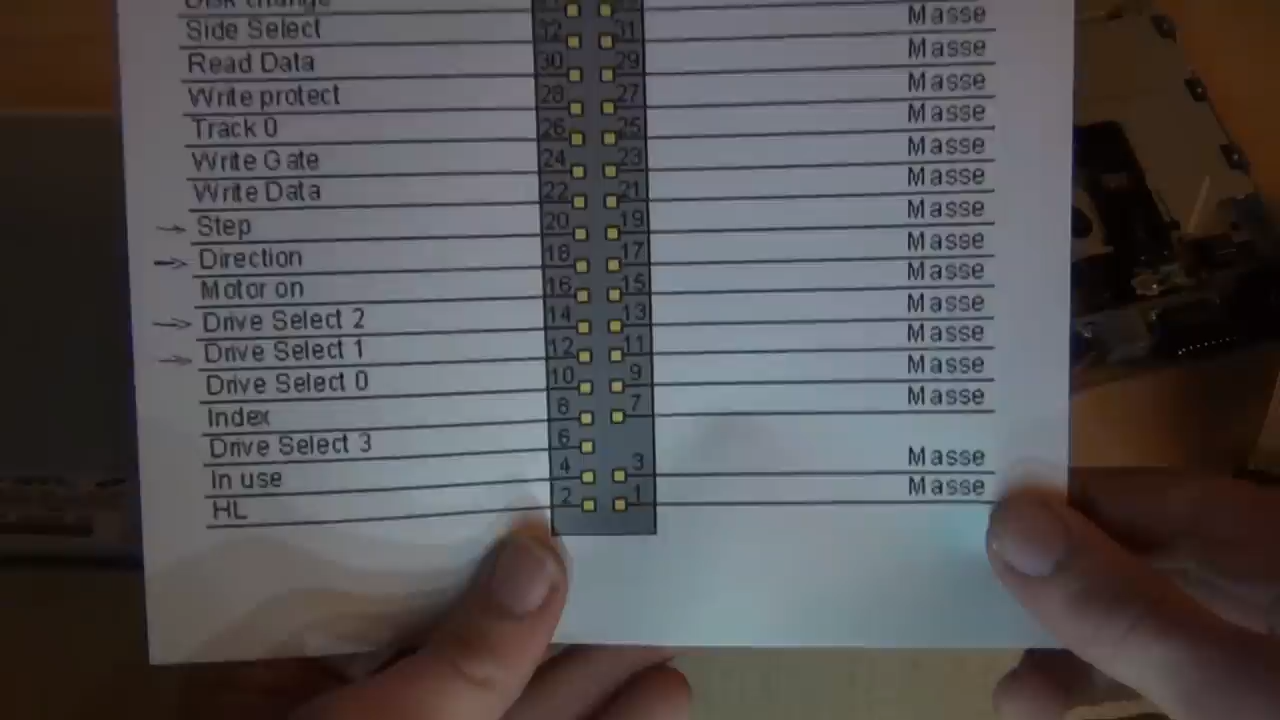 Disk change
Side Select 32 31 Masse
Read Data 30 29 Masse
Write protect 28 27 Masse
Track 0 26 25 Masse
Write Gate 24 23 Masse
Write Data 22 21 Masse
Step 20 19 Masse
Direction 18 17 Masse
Motor on 16 15 Masse
Drive Select 2 14 13 Masse
Drive Select 1 12 11 Masse
Drive Select 0 10 9 Masse
Index 8 7 Masse
Drive Select 3 6
In use 4 3 Masse
HL 2 1 Masse